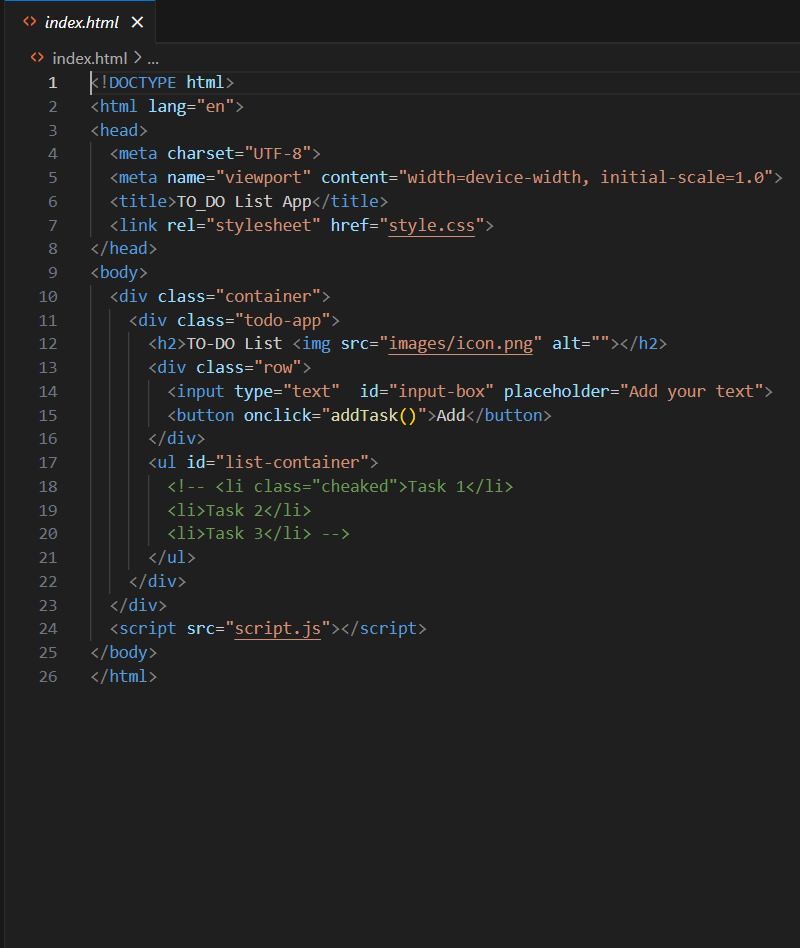 index.html
index.html > ...
1 <!DOCTYPE html>
2 <html lang="en">
3 <head>
4 <meta charset="UTF-8">
5 <meta name="viewport" content="width=device-width, initial-scale=1.0">
6 <title>TO_DO List App</title>
7 <link rel="stylesheet" href="style.css">
8 </head>
9 <body>
10 <div class="container">
11 <div class="todo-app">
12 <h2>TO-DO List <img src="images/icon.png" alt=""></h2>
13 <div class="row">
14 <input type="text"  id="input-box" placeholder="Add your text">
15 <button onclick="addTask()">Add</button>
16 </div>
17 <ul id="list-container">
18 <!-- <li class="cheaked">Task 1</li>
19 <li>Task 2</li>
20 <li>Task 3</li> -->
21 </ul>
22 </div>
23 </div>
24 <script src="script.js"></script>
25 </body>
26 </html>